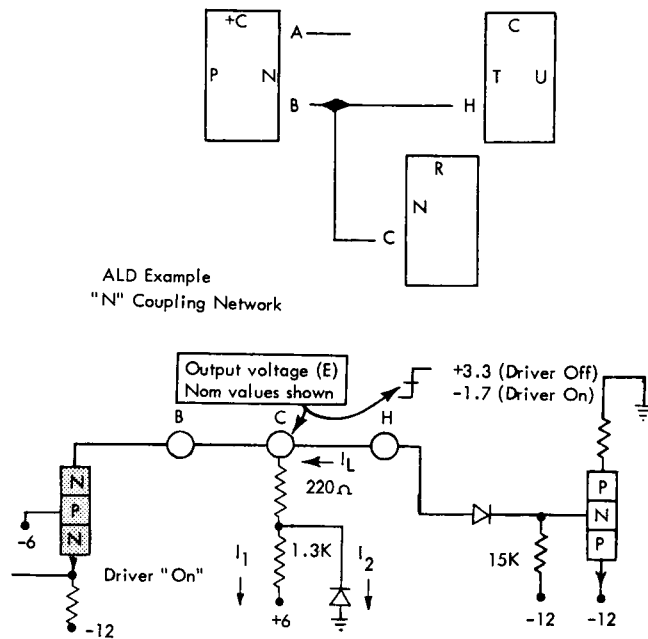 +C
A
P N
B
C
T U
H
R
N
C
ALD Example
"N" Coupling Network
Output voltage (E)
Nom values shown
+3.3 (Driver Off)
-1.7 (Driver On)
B
C
H
I_L
220Ω
N
P
N
-6
Driver "On"
-12
I_1
1.3K
I_2
+6
15K
-12
P
N
P
-12